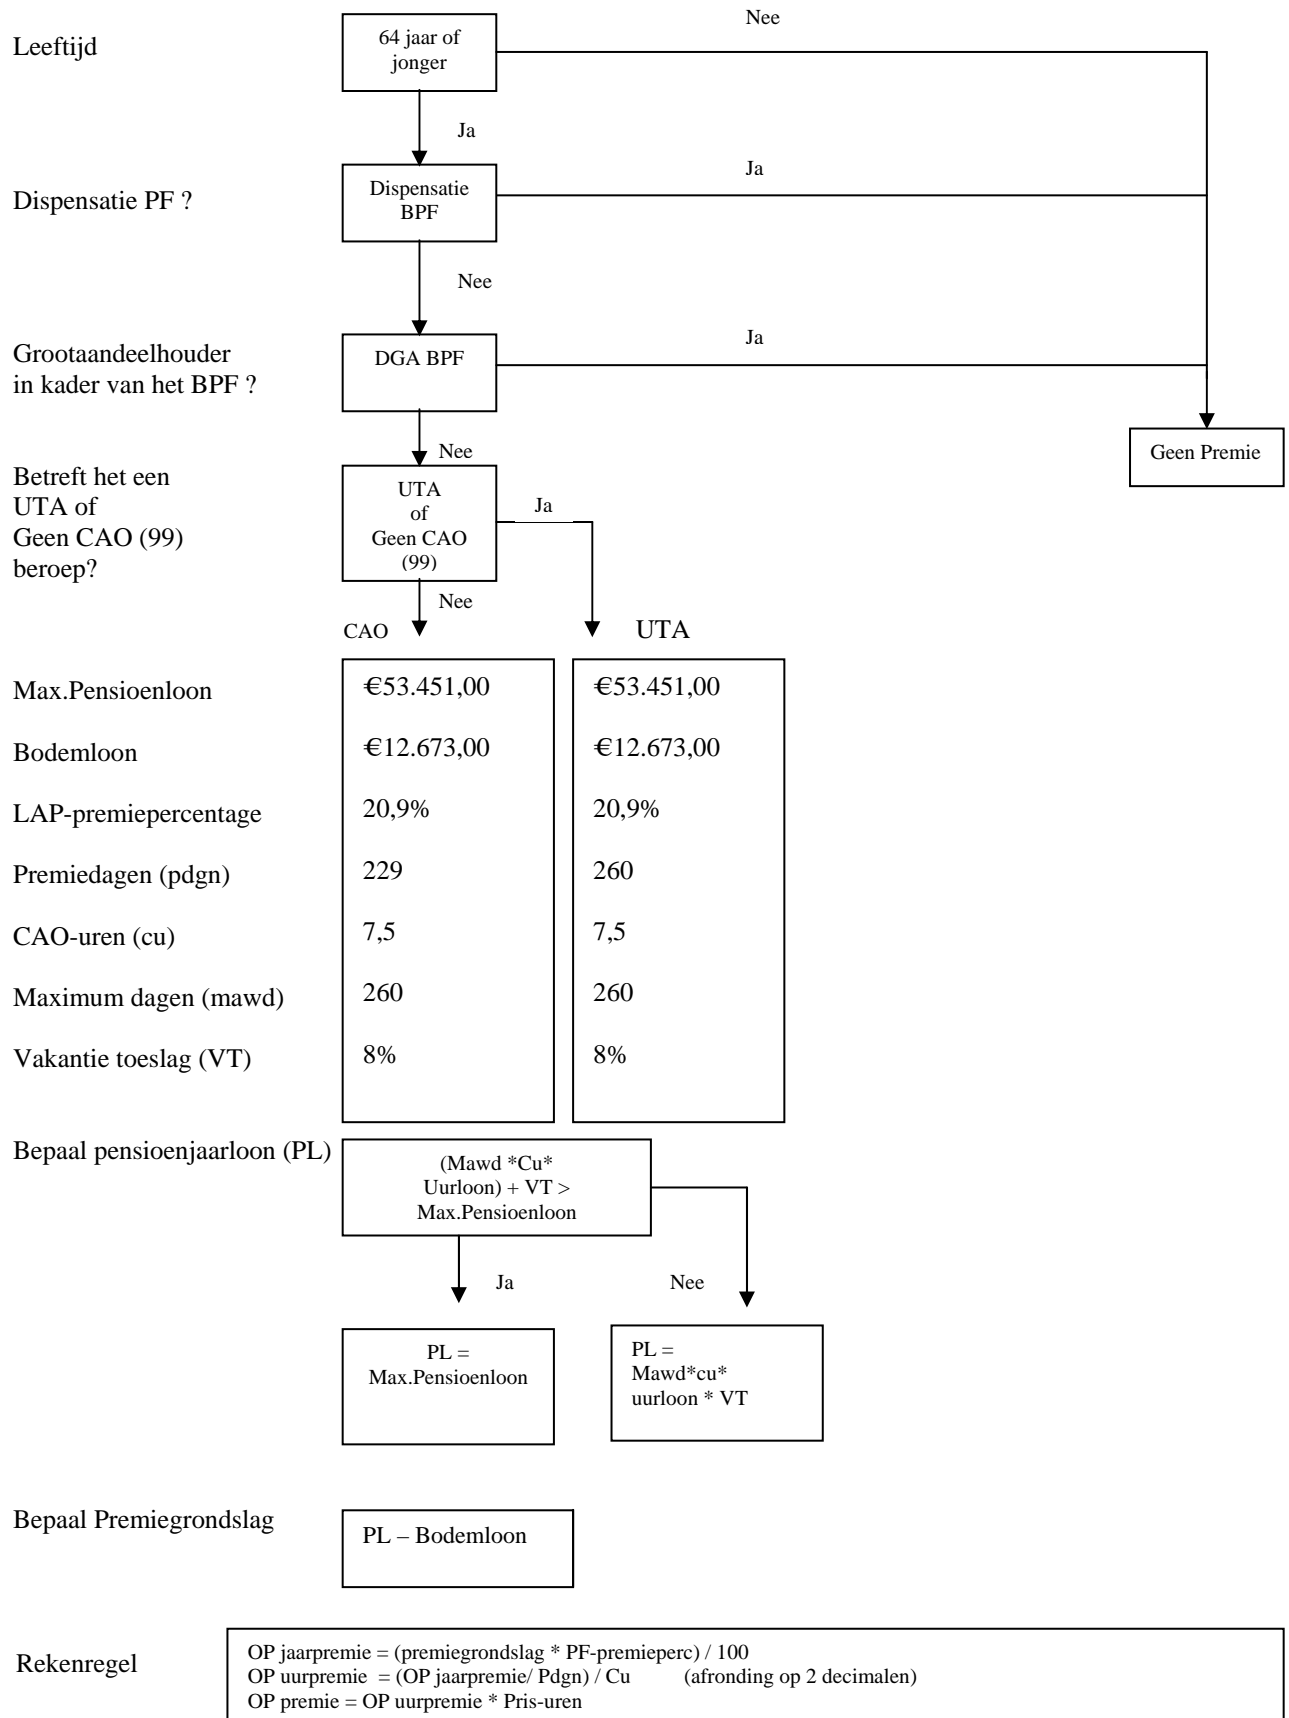 Nee
Leeftijd
64 jaar of
jonger
Ja
Dispensatie PF ?
Dispensatie
BPF
Ja
Nee
Grootaandeelhouder
in kader van het BPF ?
DGA BPF
Ja
Nee
Geen Premie
Betreft het een
UTA of
Geen CAO (99)
beroep?
UTA
of
Geen CAO
(99)
Ja
Nee
CAO
UTA
Max.Pensioenloon €53.451,00 €53.451,00
Bodemloon €12.673,00 €12.673,00
LAP-premiepercentage 20,9% 20,9%
Premiedagen (pdgn) 229 260
CAO-uren (cu) 7,5 7,5
Maximum dagen (mawd) 260 260
Vakantie toeslag (VT) 8% 8%
Bepaal pensioenjaarloon (PL)
(Mawd *Cu*
Uurloon) + VT >
Max.Pensioenloon
Ja
Nee
PL =
Max.Pensioenloon
PL =
Mawd*cu*
uurloon * VT
Bepaal Premiegrondslag
PL – Bodemloon
Rekenregel
OP jaarpremie = (premiegrondslag * PF-premieperc) / 100
OP uurpremie = (OP jaarpremie/ Pdgn) / Cu (afronding op 2 decimalen)
OP premie = OP uurpremie * Pris-uren